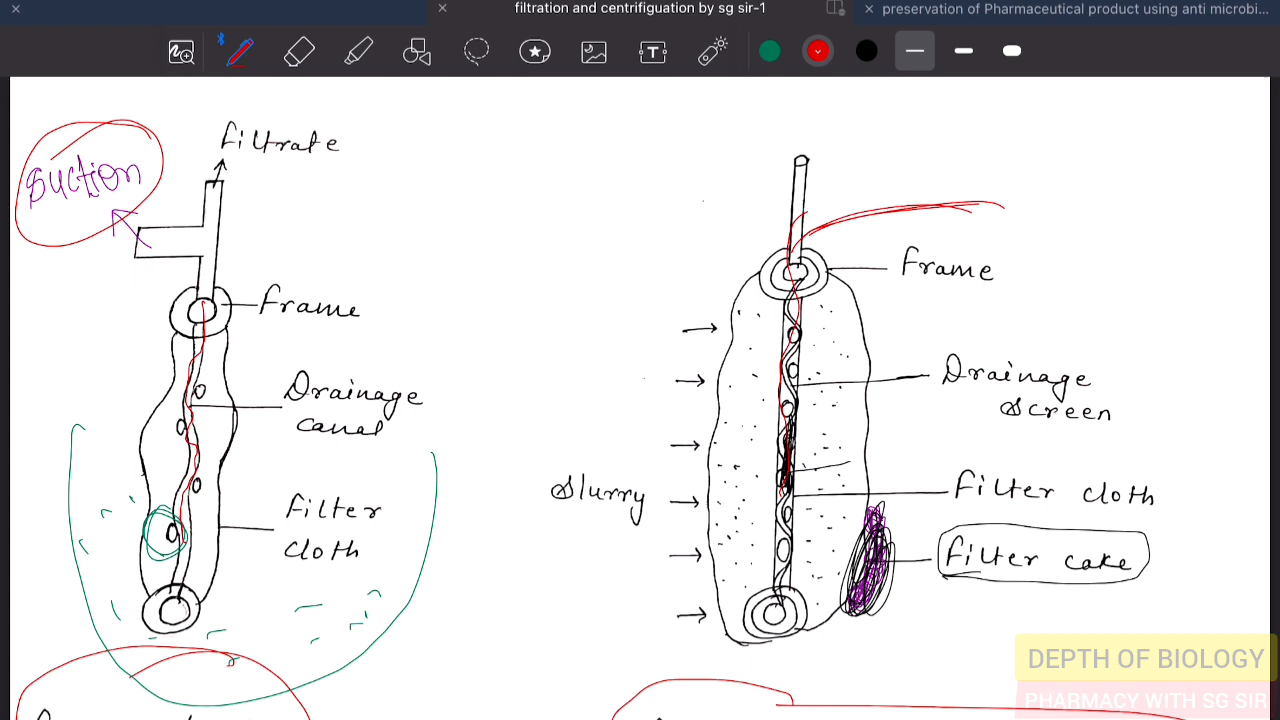 filtration and centrifiguation by sg sir-1
preservation of Pharmaceutical product using anti microbi...
Filtrate
Suction
Frame
Drainage
canal
Filter
cloth
Frame
Drainage
screen
Slurry
Filter cloth
Filter cake
DEPTH OF BIOLOGY
PHARMACY WITH SG SIR